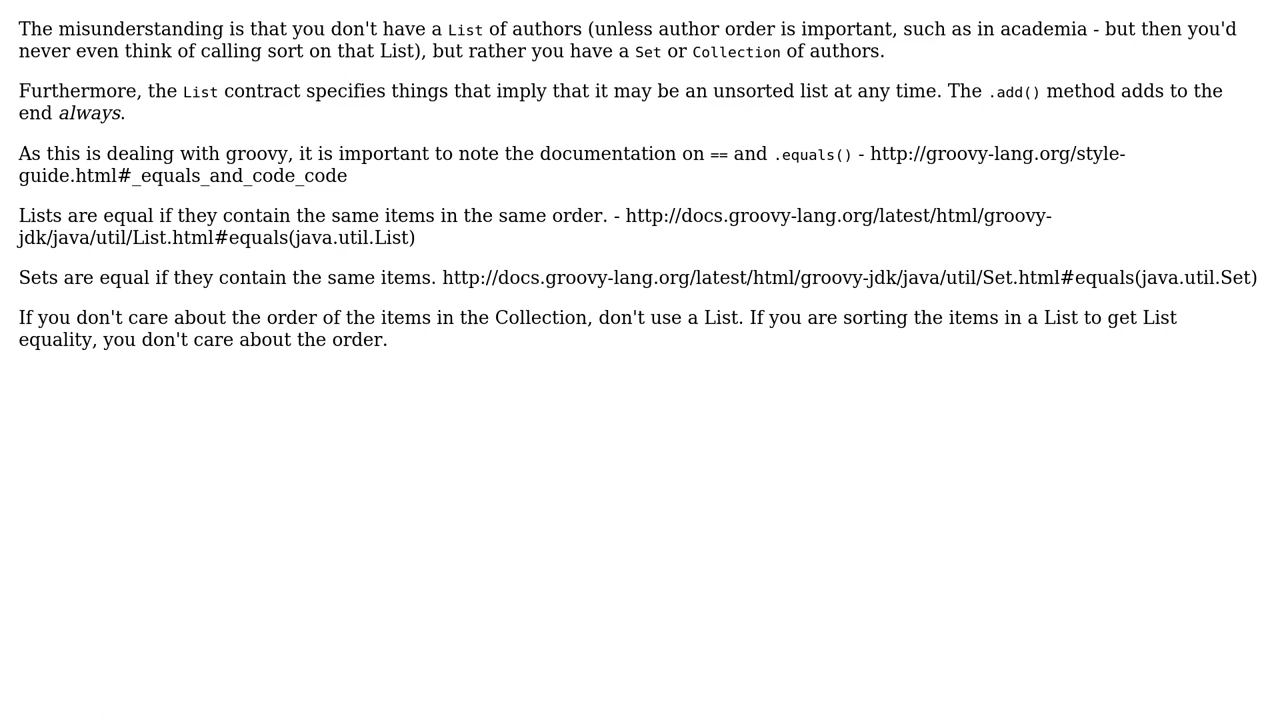 The misunderstanding is that you don't have a List of authors (unless author order is important, such as in academia - but then you'd
never even think of calling sort on that List), but rather you have a Set or Collection of authors.
Furthermore, the List contract specifies things that imply that it may be an unsorted list at any time. The .add() method adds to the
end always.
As this is dealing with groovy, it is important to note the documentation on == and .equals() - http://groovy-lang.org/style-
guide.html#_equals_and_code_code
Lists are equal if they contain the same items in the same order. - http://docs.groovy-lang.org/latest/html/groovy-
jdk/java/util/List.html#equals(java.util.List)
Sets are equal if they contain the same items. http://docs.groovy-lang.org/latest/html/groovy-jdk/java/util/Set.html#equals(java.util.Set)
If you don't care about the order of the items in the Collection, don't use a List. If you are sorting the items in a List to get List
equality, you don't care about the order.